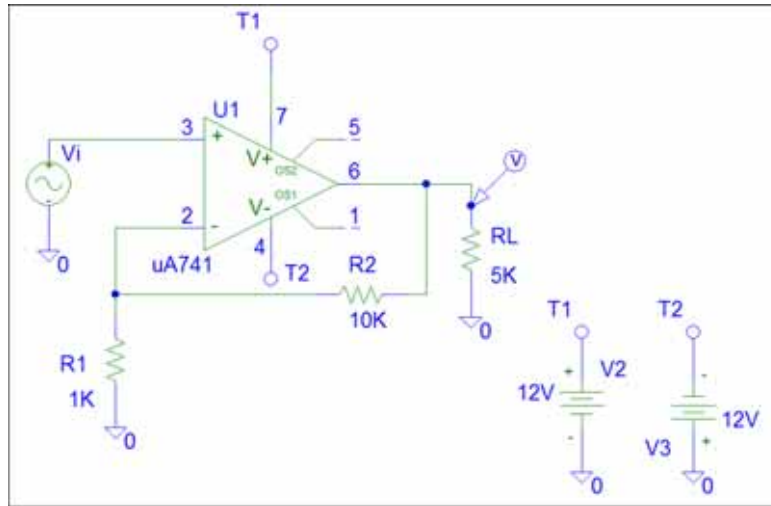 T1
U1
7
3
+
5
Vi
+
V+
OS2
V
6
-
OS1
2
V-
1
-
RL
0
4
uA741
T2
R2
5K
10K
0
T1
T2
R1
+
V2
-
1K
12V
12V
0
-
V3
+
0
0